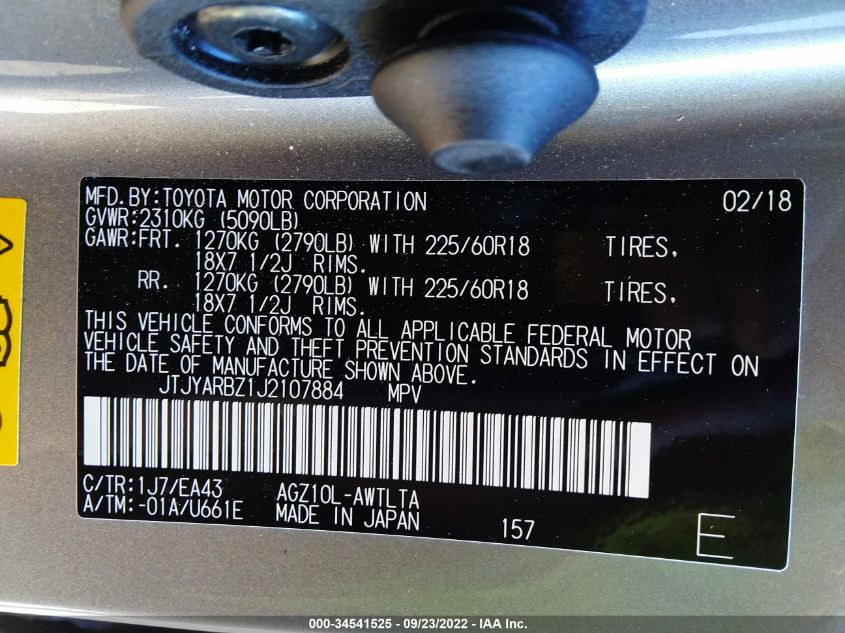 MFD.BY:TOYOTA MOTOR CORPORATION 02/18
GVWR:2310KG (5090LB)
GAWR:FRT. 1270KG (2790LB) WITH 225/60R18 TIRES,
18X7 1/2J RIMS.
RR. 1270KG (2790LB) WITH 225/60R18 TIRES,
18X7 1/2J RIMS.
THIS VEHICLE CONFORMS TO ALL APPLICABLE FEDERAL MOTOR
VEHICLE SAFETY AND THEFT PREVENTION STANDARDS IN EFFECT ON
THE DATE OF MANUFACTURE SHOWN ABOVE.
JTJYARBZ1J2107884 MPV
C/TR:1J7/EA43 AGZ10L-AWTLTA
A/TM:-01A/U661E MADE IN JAPAN 157 E
000-34541525 - 09/23/2022 - IAA Inc.